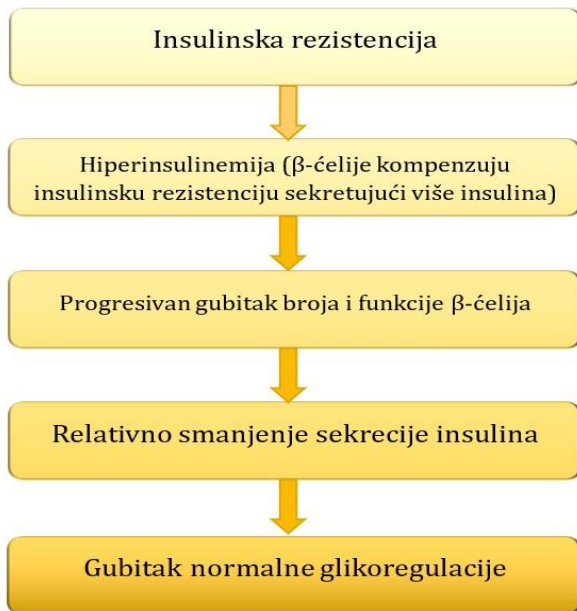 Insulinska rezistencija
Hiperinsulinemija (β-ćelije kompenzuju
insulinsku rezistenciju sekretujući više insulina)
Progresivan gubitak broja i funkcije β-ćelija
Relativno smanjenje sekrecije insulina
Gubitak normalne glikoregulacije